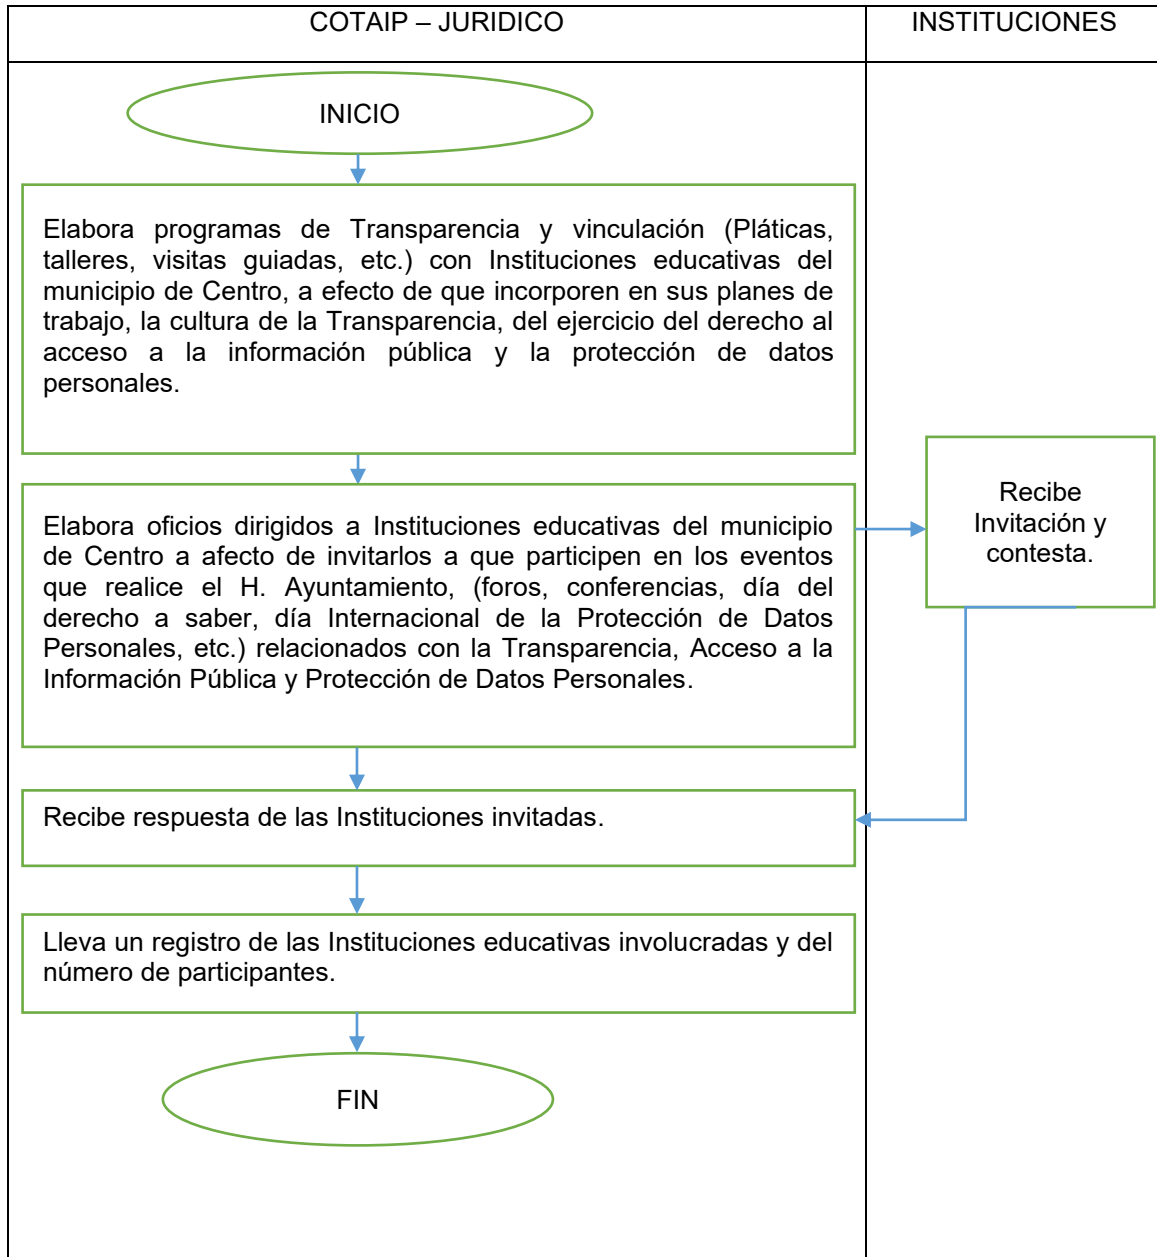 COTAIP – JURIDICO
INSTITUCIONES
INICIO
Elabora programas de Transparencia y vinculación (Pláticas,
talleres, visitas guiadas, etc.) con Instituciones educativas del
municipio de Centro, a efecto de que incorporen en sus planes de
trabajo, la cultura de la Transparencia, del ejercicio del derecho al
acceso a la información pública y la protección de datos
personales.
Elabora oficios dirigidos a Instituciones educativas del municipio
de Centro a afecto de invitarlos a que participen en los eventos
que realice el H. Ayuntamiento, (foros, conferencias, día del
derecho a saber, día Internacional de la Protección de Datos
Personales, etc.) relacionados con la Transparencia, Acceso a la
Información Pública y Protección de Datos Personales.
Recibe
Invitación y
contesta.
Recibe respuesta de las Instituciones invitadas.
Lleva un registro de las Instituciones educativas involucradas y del
número de participantes.
FIN